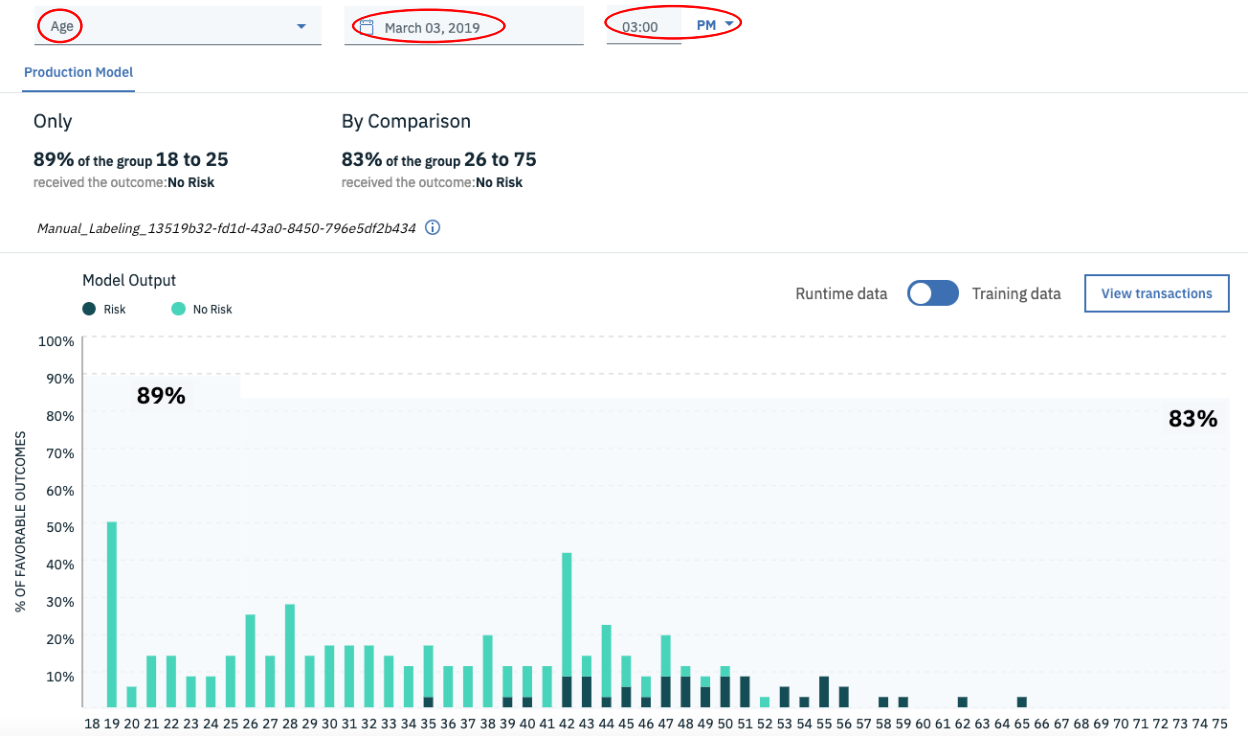 Age March 03, 2019 03:00 PM
Production Model
Only By Comparison
89% of the group 18 to 25 83% of the group 26 to 75
received the outcome:No Risk received the outcome:No Risk
Manual_Labeling_13519b32-fd1d-43a0-8450-796e5df2b434
Model Output
Runtime data Training data View transactions
Risk No Risk
100%
90%
89%
80%
83%
70%
60%
50%
40%
30%
20%
10%
% OF FAVORABLE OUTCOMES
18 19 20 21 22 23 24 25 26 27 28 29 30 31 32 33 34 35 36 37 38 39 40 41 42 43 44 45 46 47 48 49 50 51 52 53 54 55 56 57 58 59 60 61 62 63 64 65 66 67 68 69 70 71 72 73 74 75